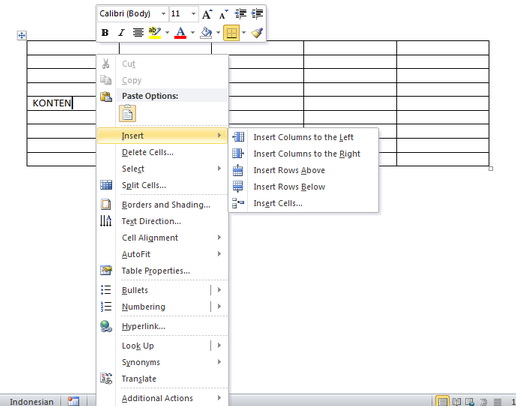 Calibri (Body) 11 A A
B I ab A
Cut
Copy
Paste Options:
KONTEN
Insert
Insert Columns to the Left
Delete Cells...
Insert Columns to the Right
Select
Insert Rows Above
Split Cells...
Insert Rows Below
Borders and Shading...
Insert Cells...
Text Direction...
Cell Alignment
AutoFit
Table Properties...
Bullets
Numbering
Hyperlink...
Look Up
Synonyms
Translate
Additional Actions
Indonesian